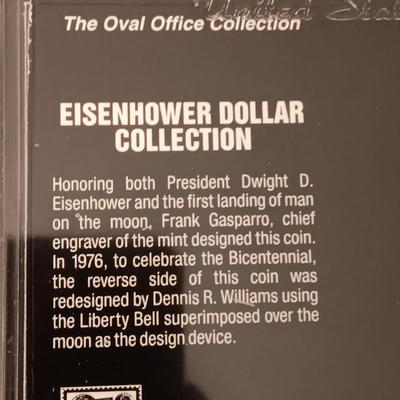 The Oval Office Collection
United Stat
EISENHOWER DOLLAR
COLLECTION
Honoring both President Dwight D.
Eisenhower and the first landing of man
on the moon, Frank Gasparro, chief
engraver of the mint designed this coin.
In 1976, to celebrate the Bicentennial,
the reverse side of this coin was
redesigned by Dennis R. Williams using
the Liberty Bell superimposed over the
moon as the design device.